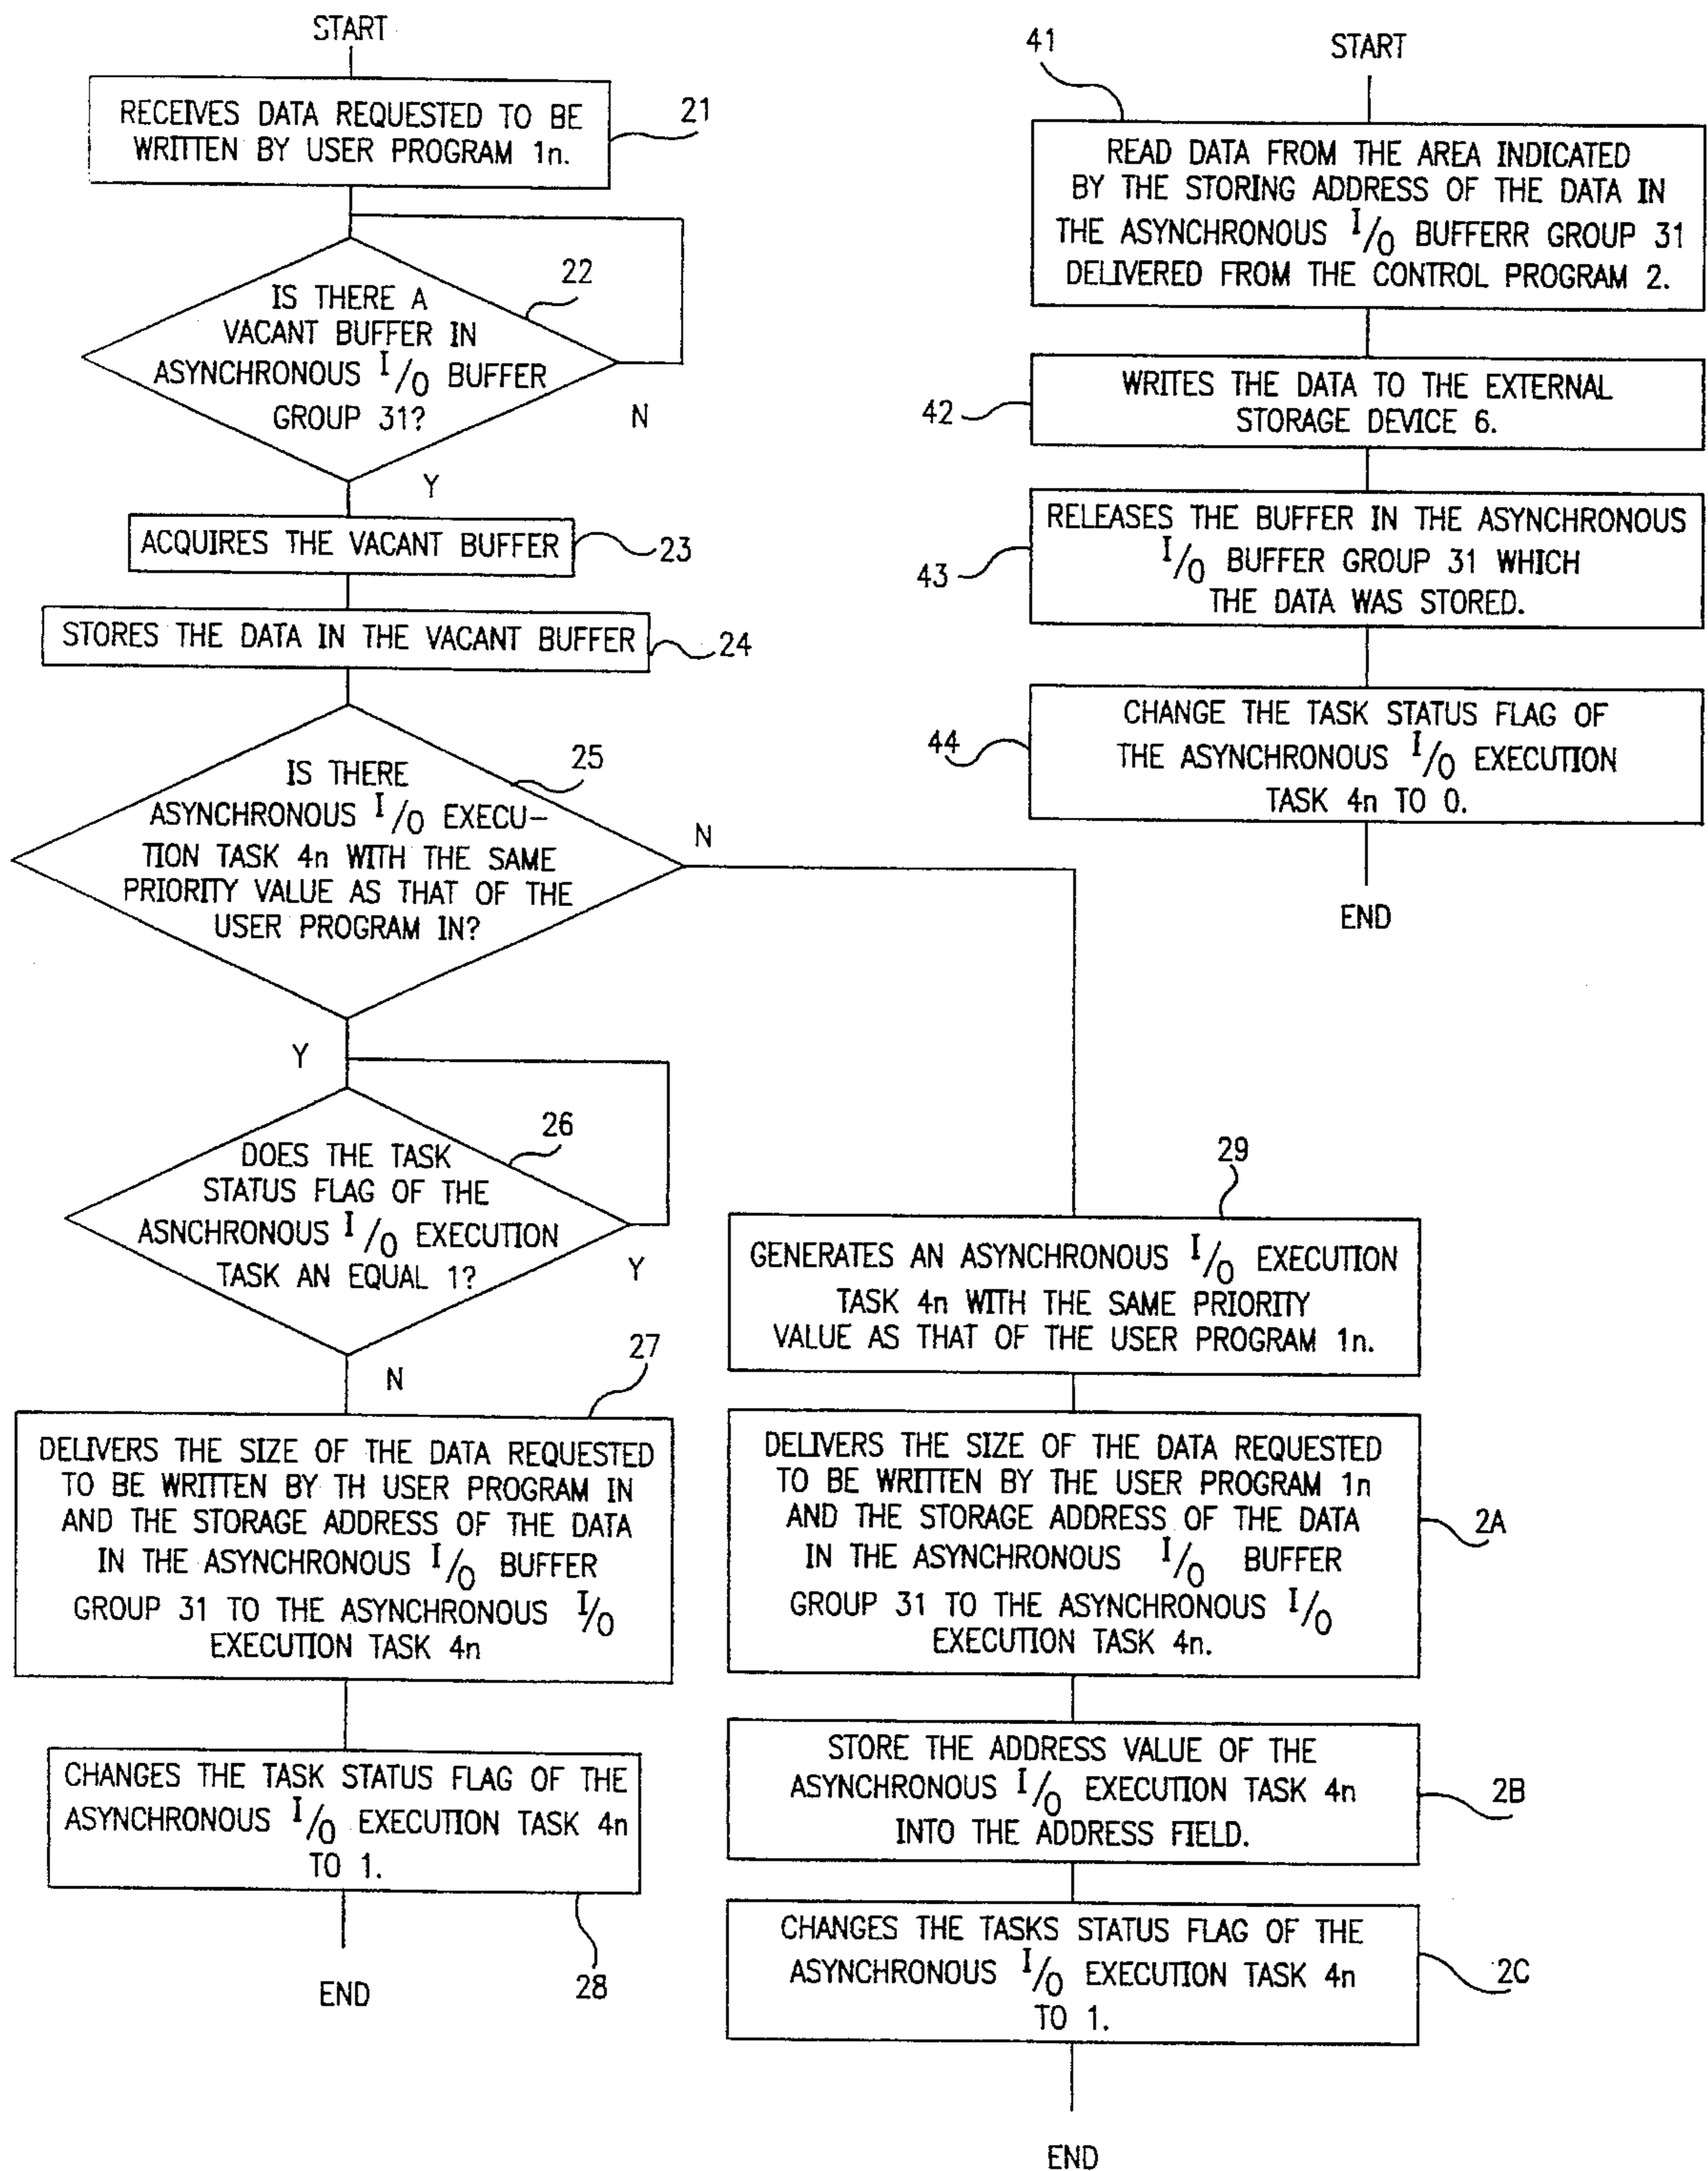 START
RECEIVES DATA REQUESTED TO BE
WRITTEN BY USER PROGRAM 1n.
21
IS THERE A
VACANT BUFFER IN
ASYNCHRONOUS I/O BUFFER
GROUP 31?
22
N
Y
ACQUIRES THE VACANT BUFFER
23
STORES THE DATA IN THE VACANT BUFFER
24
IS THERE
ASYNCHRONOUS I/O EXECU-
TION TASK 4n WITH THE SAME
PRIORITY VALUE AS THAT OF THE
USER PROGRAM IN?
25
N
Y
DOES THE TASK
STATUS FLAG OF THE
ASNCHRONOUS I/O EXECUTION
TASK AN EQUAL 1?
26
Y
N
27
DELIVERS THE SIZE OF THE DATA REQUESTED
TO BE WRITTEN BY TH USER PROGRAM IN
AND THE STORAGE ADDRESS OF THE DATA
IN THE ASYNCHRONOUS I/O BUFFER
GROUP 31 TO THE ASYNCHRONOUS I/O
EXECUTION TASK 4n
CHANGES THE TASK STATUS FLAG OF THE
ASYNCHRONOUS I/O EXECUTION TASK 4n
TO 1.
28
END
29
GENERATES AN ASYNCHRONOUS I/O EXECUTION
TASK 4n WITH THE SAME PRIORITY
VALUE AS THAT OF THE USER PROGRAM 1n.
DELIVERS THE SIZE OF THE DATA REQUESTED
TO BE WRITTEN BY THE USER PROGRAM 1n
AND THE STORAGE ADDRESS OF THE DATA
IN THE ASYNCHRONOUS I/O BUFFER
GROUP 31 TO THE ASYNCHRONOUS I/O
EXECUTION TASK 4n.
2A
STORE THE ADDRESS VALUE OF THE
ASYNCHRONOUS I/O EXECUTION TASK 4n
INTO THE ADDRESS FIELD.
2B
CHANGES THE TASKS STATUS FLAG OF THE
ASYNCHRONOUS I/O EXECUTION TASK 4n
TO 1.
2C
END
START
41
READ DATA FROM THE AREA INDICATED
BY THE STORING ADDRESS OF THE DATA IN
THE ASYNCHRONOUS I/O BUFFERR GROUP 31
DELIVERED FROM THE CONTROL PROGRAM 2.
WRITES THE DATA TO THE EXTERNAL
STORAGE DEVICE 6.
42
RELEASES THE BUFFER IN THE ASYNCHRONOUS
I/O BUFFER GROUP 31 WHICH
THE DATA WAS STORED.
43
CHANGE THE TASK STATUS FLAG OF
THE ASYNCHRONOUS I/O EXECUTION
TASK 4n TO 0.
44
END